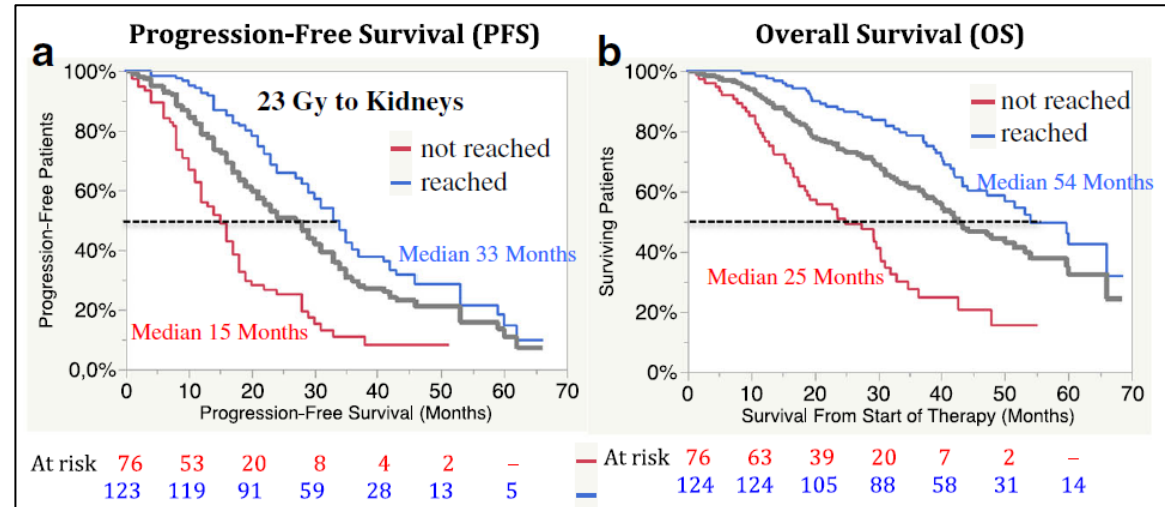 Progression-Free Survival (PFS)
a
100%
80%
60%
40%
20%
0,0%
Progression-Free Patients
23 Gy to Kidneys
not reached
reached
Median 33 Months
Median 15 Months
0 10 20 30 40 50 60 70
Progression-Free Survival (Months)
At risk 76 53 20 8 4 2 –
123 119 91 59 28 13 5
Overall Survival (OS)
b
100%
80%
60%
40%
20%
0%
Surviving Patients
not reached
reached
Median 54 Months
Median 25 Months
0 10 20 30 40 50 60 70
Survival From Start of Therapy (Months)
At risk 76 63 39 20 7 2 –
124 124 105 88 58 31 14